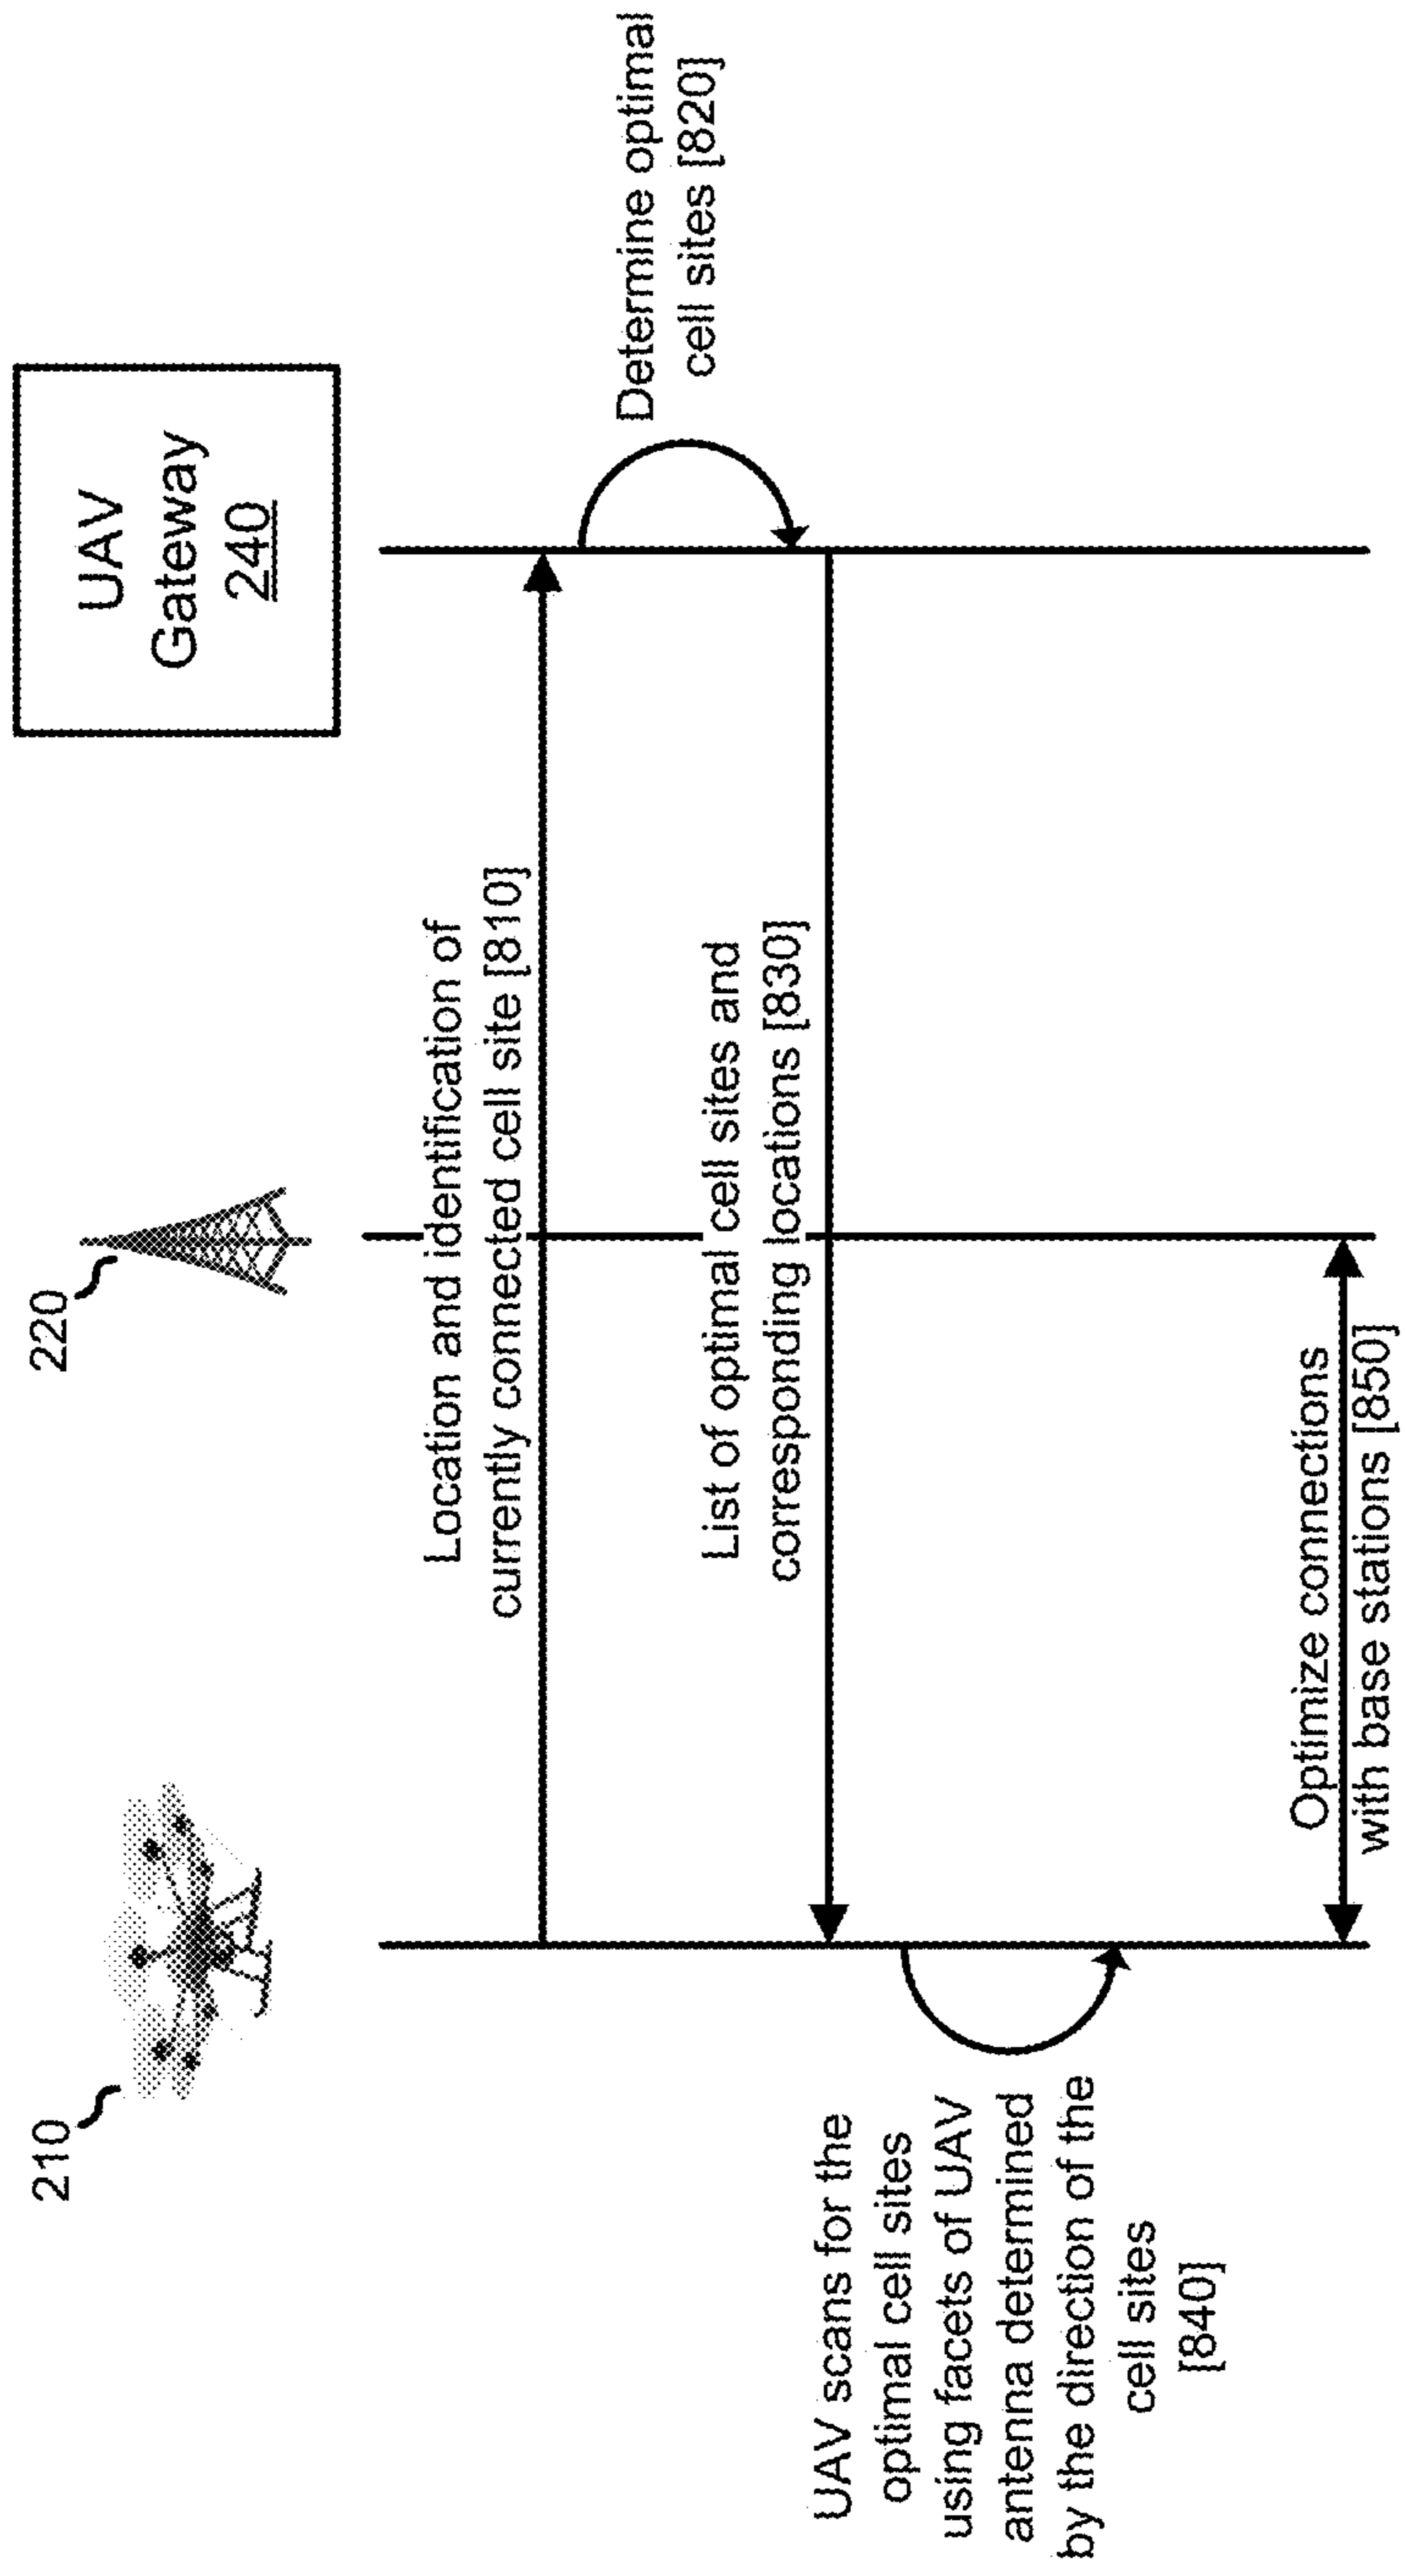 210
220
UAV
Gateway
240
Location and identification of
currently connected cell site [810]
Determine optimal
cell sites [820]
List of optimal cell sites and
corresponding locations [830]
UAV scans for the
optimal cell sites
using facets of UAV
antenna determined
by the direction of the
cell sites
[840]
Optimize connections
with base stations [850]